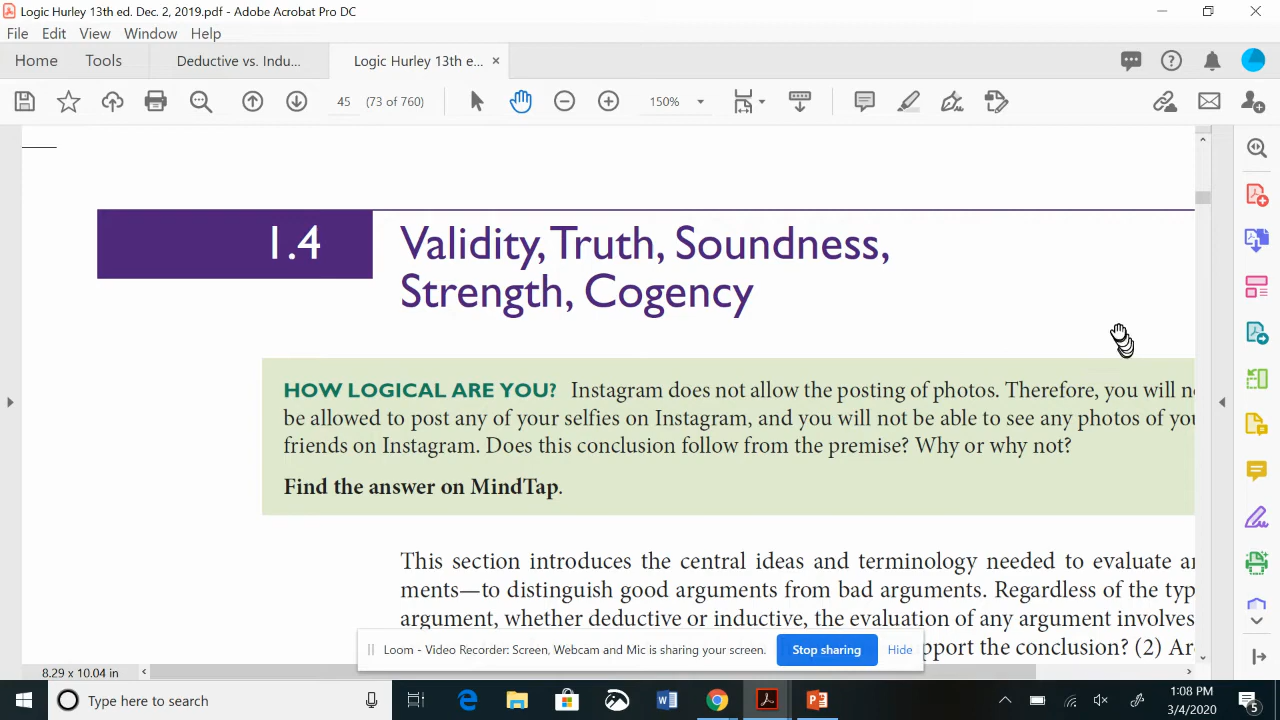 Logic Hurley 13th ed. Dec. 2, 2019.pdf - Adobe Acrobat Pro DC
File Edit View Window Help
Home Tools Deductive vs. Indu... Logic Hurley 13th e... ×
45 (73 of 760) 150%
1.4 Validity, Truth, Soundness,
Strength, Cogency
HOW LOGICAL ARE YOU? Instagram does not allow the posting of photos. Therefore, you will
be allowed to post any of your selfies on Instagram, and you will not be able to see any photos of
friends on Instagram. Does this conclusion follow from the premise? Why or why not?
Find the answer on MindTap.
This section introduces the central ideas and terminology needed to evaluate
ments—to distinguish good arguments from bad arguments. Regardless of the
argument, whether deductive or inductive, the evaluation of any argument involves
pport the conclusion? (2)
Loom - Video Recorder: Screen, Webcam and Mic is sharing your screen. Stop sharing Hide
8.29 x 10.04 in
Type here to search
1:08 PM
3/4/2020
5